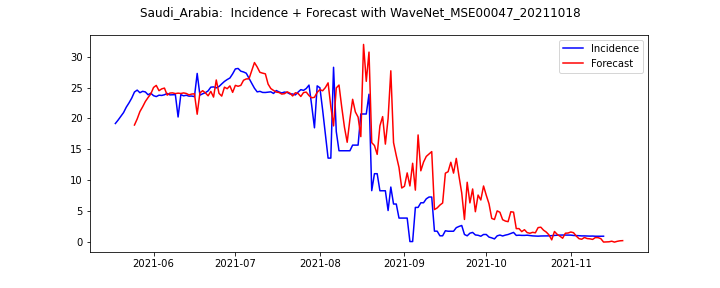 Saudi_Arabia:  Incidence + Forecast with WaveNet_MSE00047_20211018
Incidence
Forecast
30
25
20
15
10
5
0
2021-06 2021-07 2021-08 2021-09 2021-10 2021-11